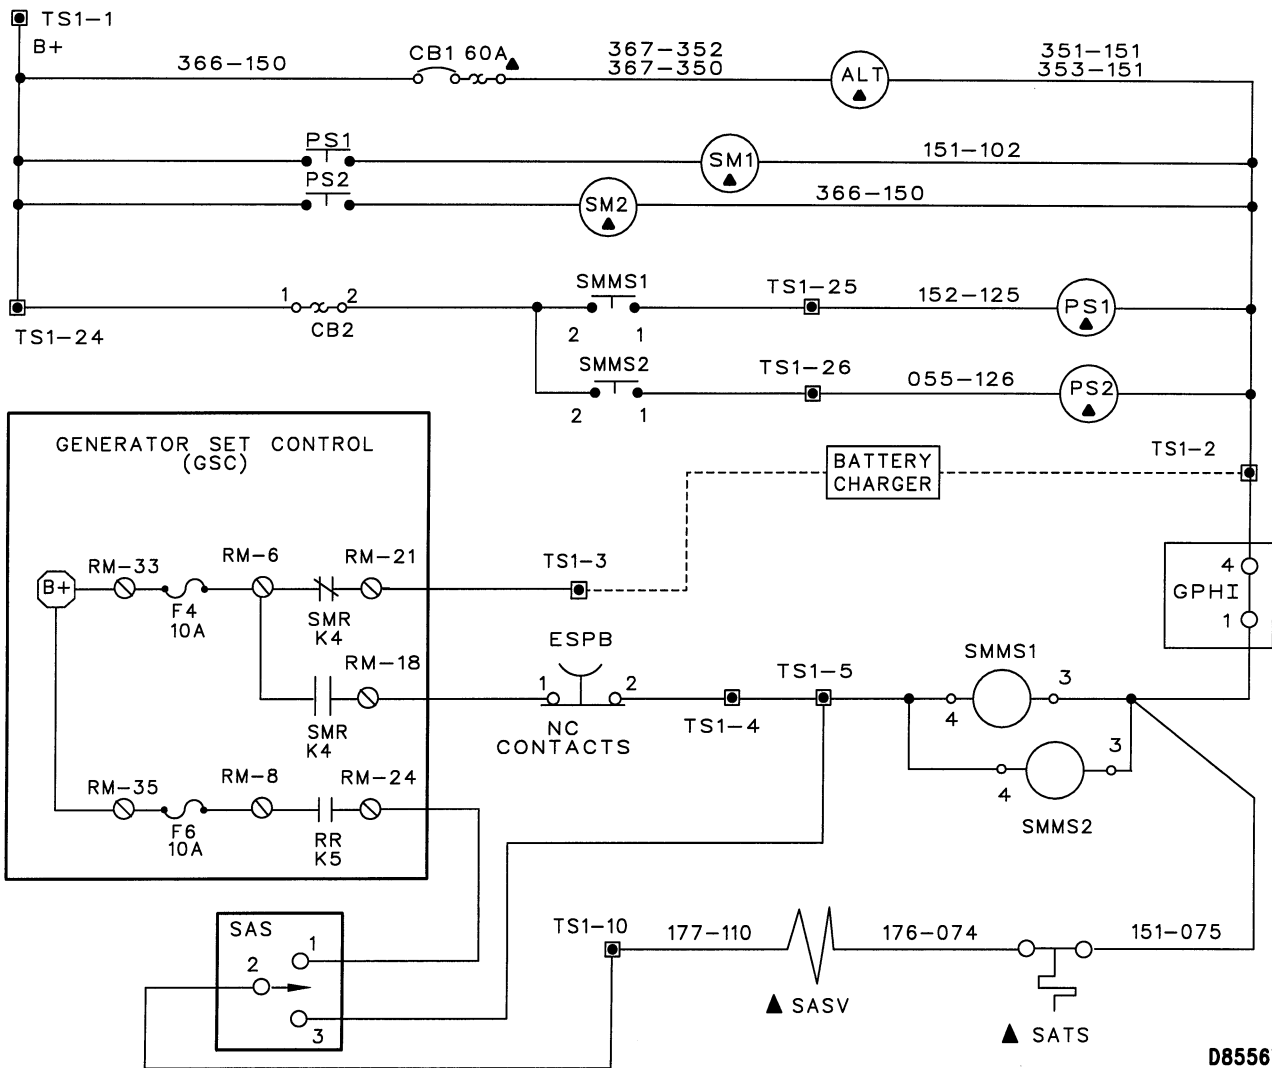 TS1-1
B+
366-150
CB1 60A
367-352
367-350
ALT
351-151
353-151
PS1
SM1
151-102
PS2
SM2
366-150
TS1-24
1
2
CB2
SMMS1
2
1
TS1-25
152-125
PS1
SMMS2
2
1
TS1-26
055-126
PS2
GENERATOR SET CONTROL
(GSC)
BATTERY
CHARGER
TS1-2
B+
RM-33
F4
10A
RM-6
SMR
K4
RM-21
TS1-3
4
GPHI
1
SMR
K4
RM-18
ESPB
1
2
NC
CONTACTS
TS1-4
TS1-5
SMMS1
4
3
4
3
SMMS2
RM-35
F6
10A
RM-8
RR
K5
RM-24
SAS
1
2
3
TS1-10
177-110
176-074
151-075
SASV
SATS
D8556